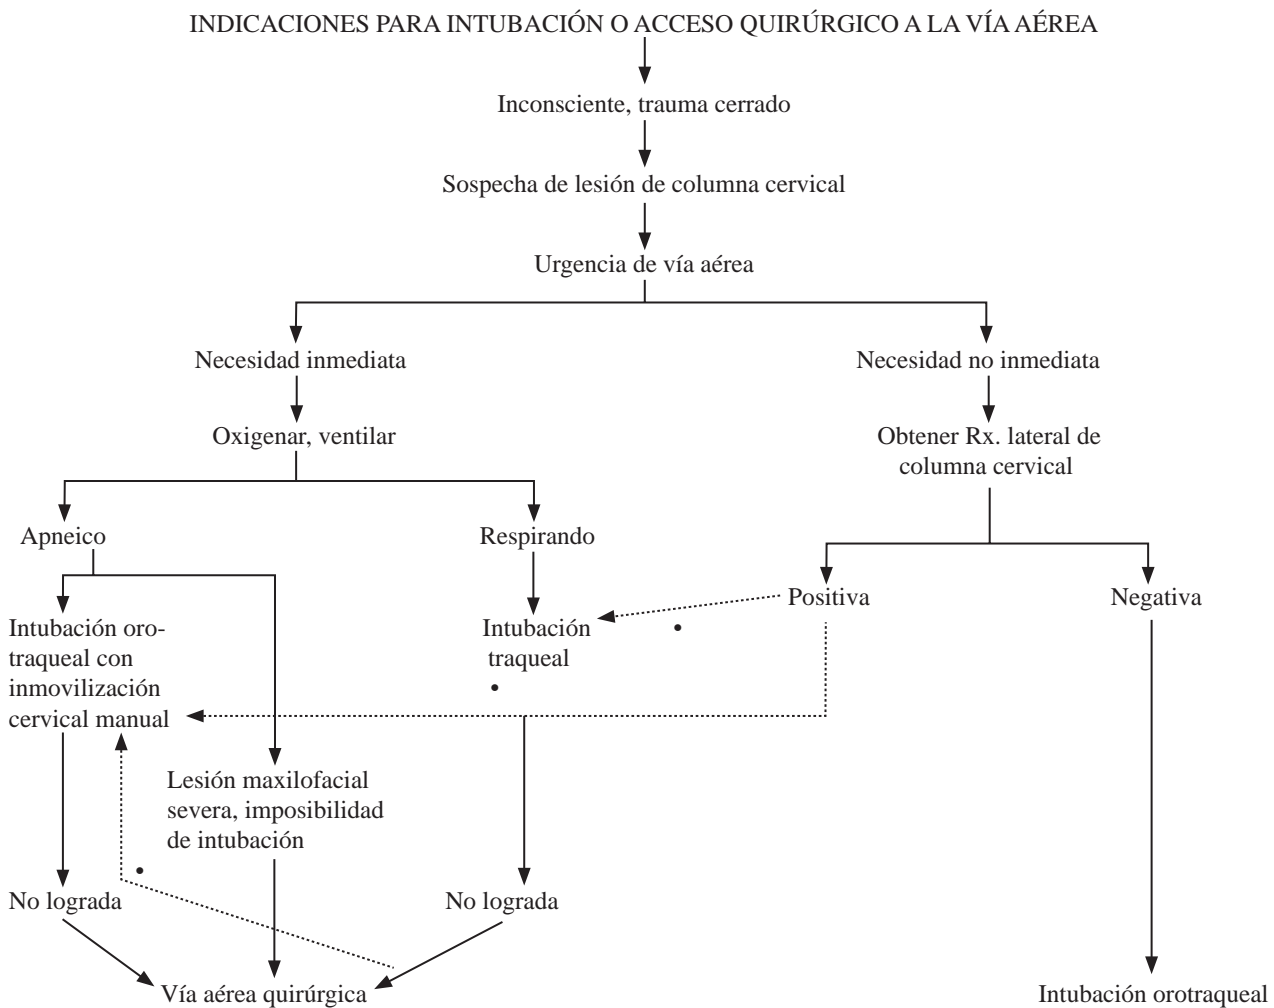 INDICACIONES PARA INTUBACIÓN O ACCESO QUIRÚRGICO A LA VÍA AÉREA
Inconsciente, trauma cerrado
Sospecha de lesión de columna cervical
Urgencia de vía aérea
Necesidad inmediata
Necesidad no inmediata
Oxigenar, ventilar
Obtener Rx. lateral de
columna cervical
Apneico
Respirando
Positiva
Negativa
Intubación oro-
traqueal con
inmovilización
cervical manual
Intubación
traqueal
Lesión maxilofacial
severa, imposibilidad
de intubación
No lograda
No lograda
Vía aérea quirúrgica
Intubación orotraqueal